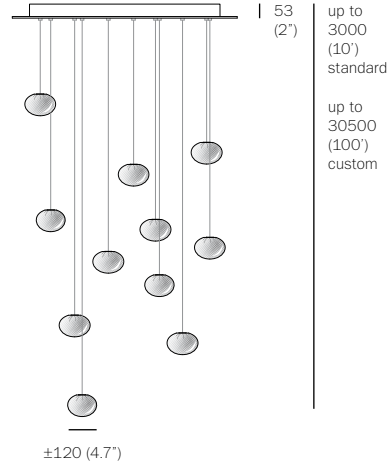 53
(2”)
up to
3000
(10’)
standard
up to
30500
(100’)
custom
±120 (4.7”)